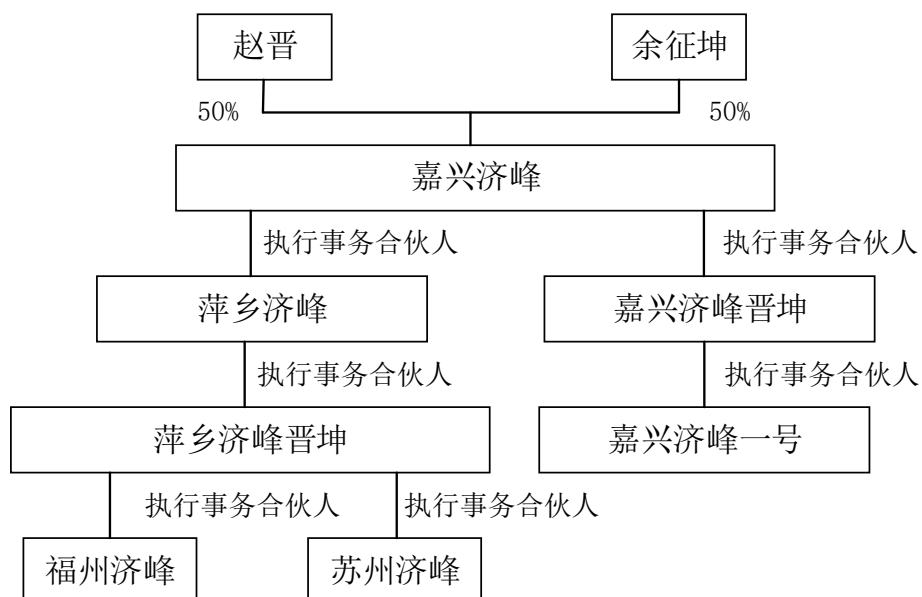 赵晋
余征坤
50%
50%
嘉兴济峰
执行事务合伙人
执行事务合伙人
萍乡济峰
嘉兴济峰晋坤
执行事务合伙人
执行事务合伙人
萍乡济峰晋坤
嘉兴济峰一号
执行事务合伙人
执行事务合伙人
福州济峰
苏州济峰